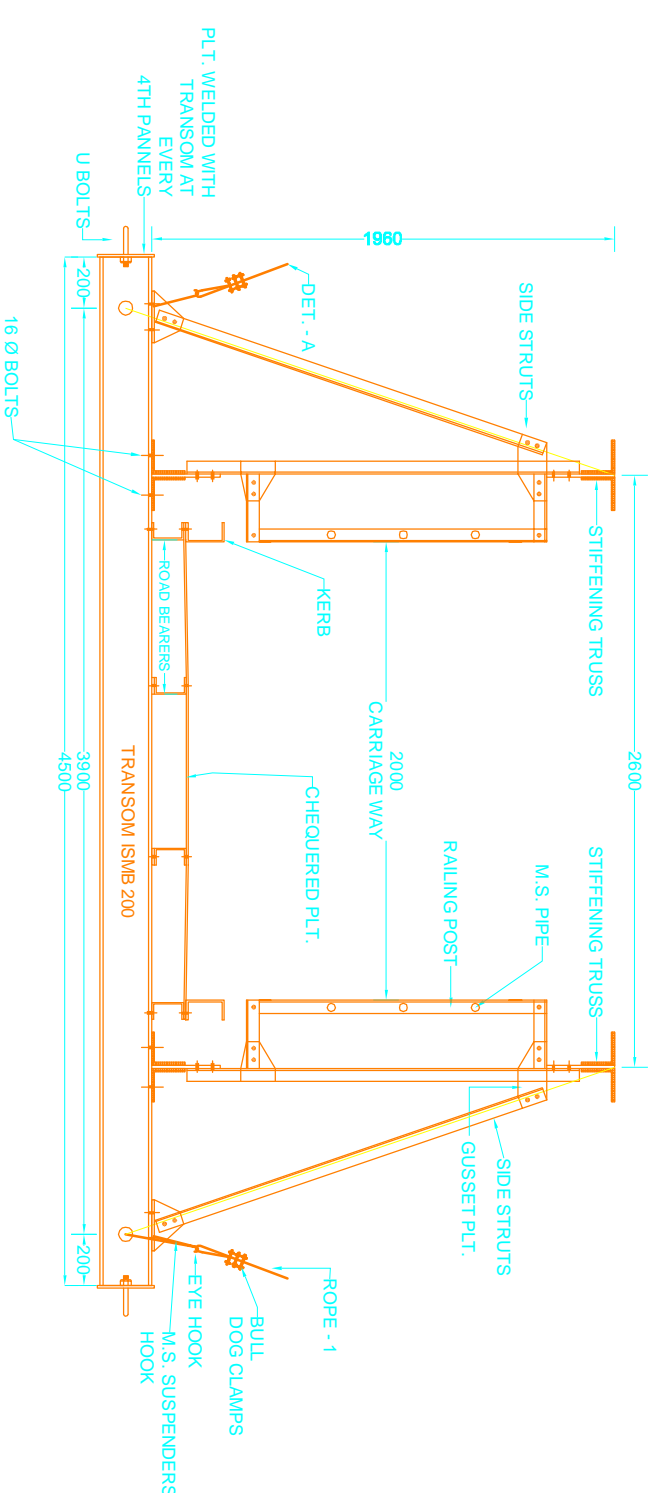 2600
STIFFENING TRUSS
STIFFENING TRUSS
1960
SIDE STRUTS
M.S. PIPE
RAILING POST
GUSSET PLT.
SIDE STRUTS
2000
CARRIAGE WAY
DET. - A
KERB
CHEQUERED PLT.
ROPE - 1
BULL
DOG CLAMPS
EYE HOOK
M.S. SUSPENDERS
HOOK
PLT. WELDED WITH
TRANSOM AT
EVERY
4TH PANNELS
ROAD BEARERS
U BOLTS
TRANSOM ISMB 200
200
3900
200
4500
16 Ø BOLTS